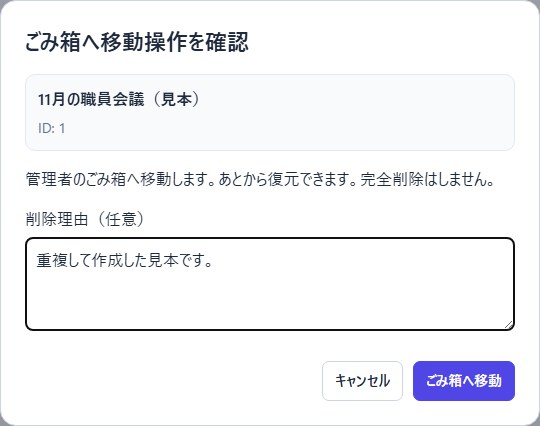 ごみ箱へ移動操作を確認
11月の職員会議（見本）
ID: 1
管理者のごみ箱へ移動します。あとから復元できます。完全削除はしません。
削除理由（任意）
重複して作成した見本です。
キャンセル
ごみ箱へ移動